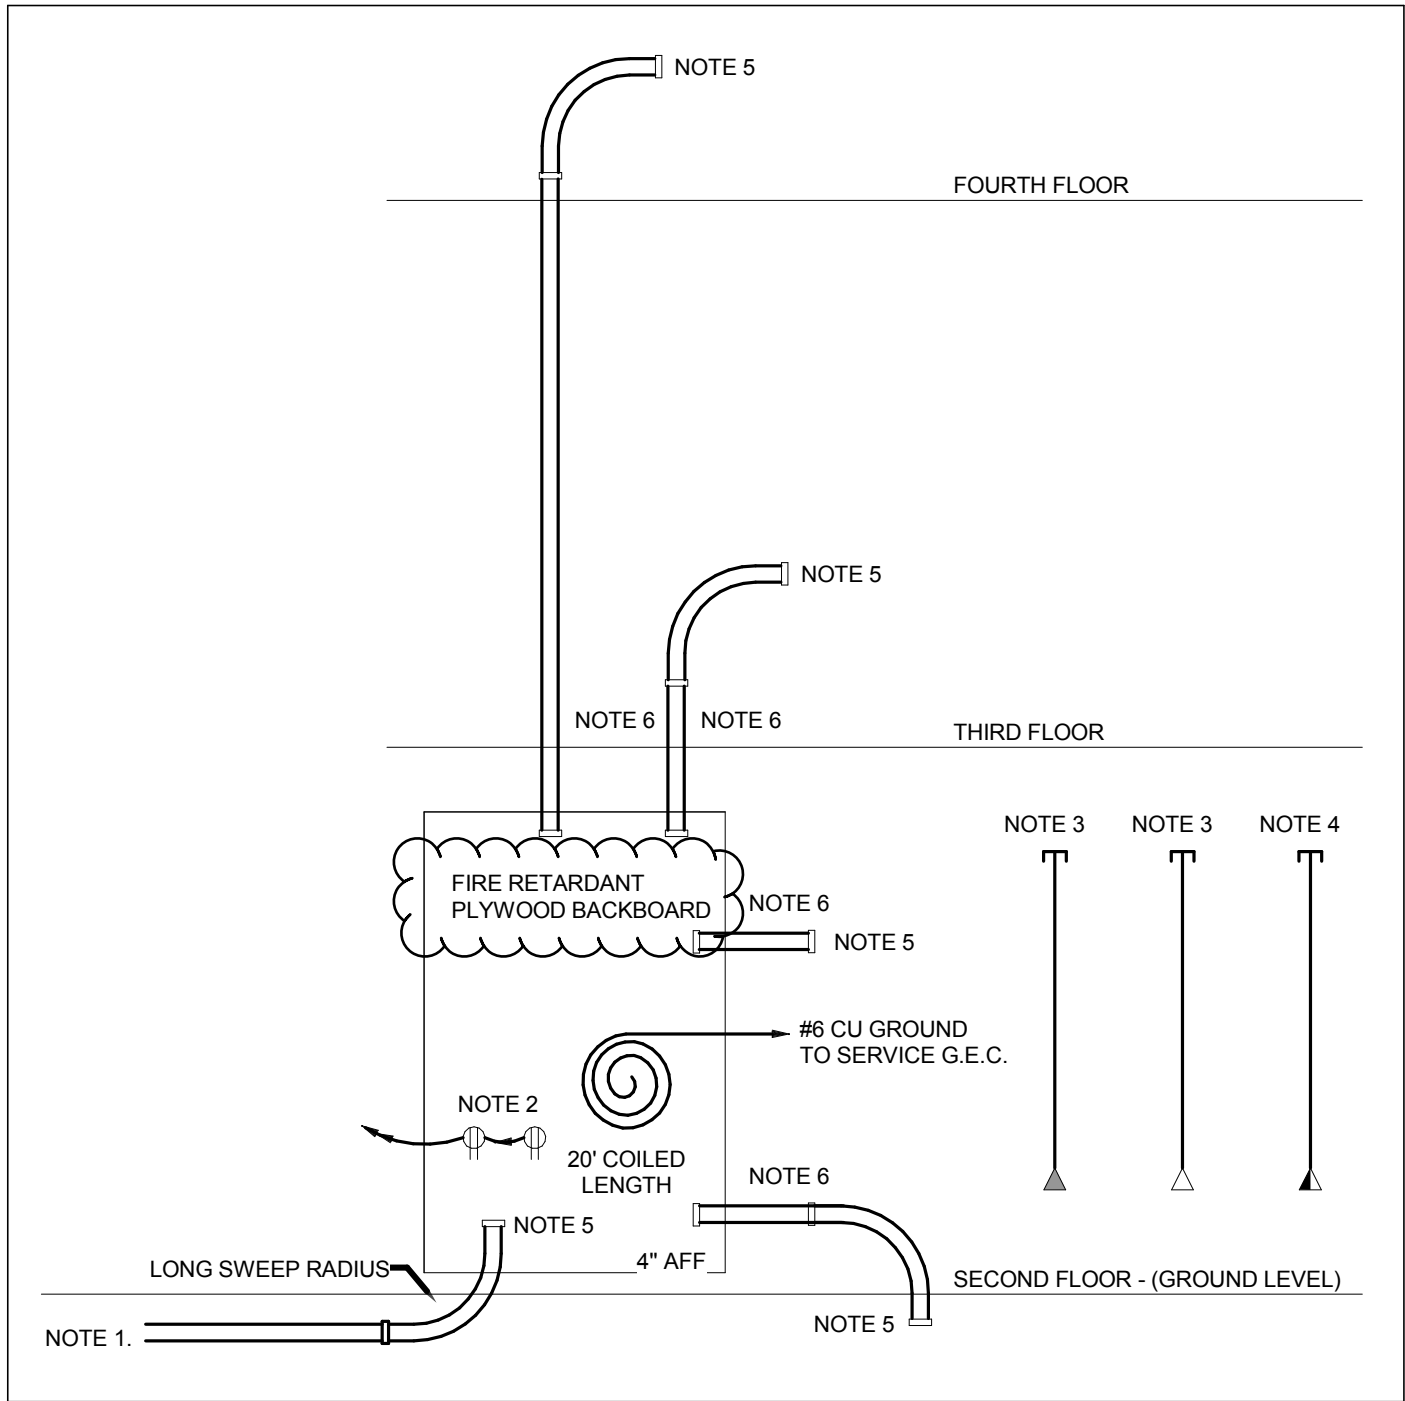 NOTE 5
FOURTH FLOOR
NOTE 5
NOTE 6
NOTE 6
THIRD FLOOR
NOTE 3
NOTE 3
NOTE 4
FIRE RETARDANT
PLYWOOD BACKBOARD
NOTE 6
NOTE 5
#6 CU GROUND
TO SERVICE G.E.C.
NOTE 2
20' COILED
LENGTH
NOTE 6
NOTE 5
4" AFF
LONG SWEEP RADIUS
SECOND FLOOR - (GROUND LEVEL)
NOTE 5
NOTE 1.